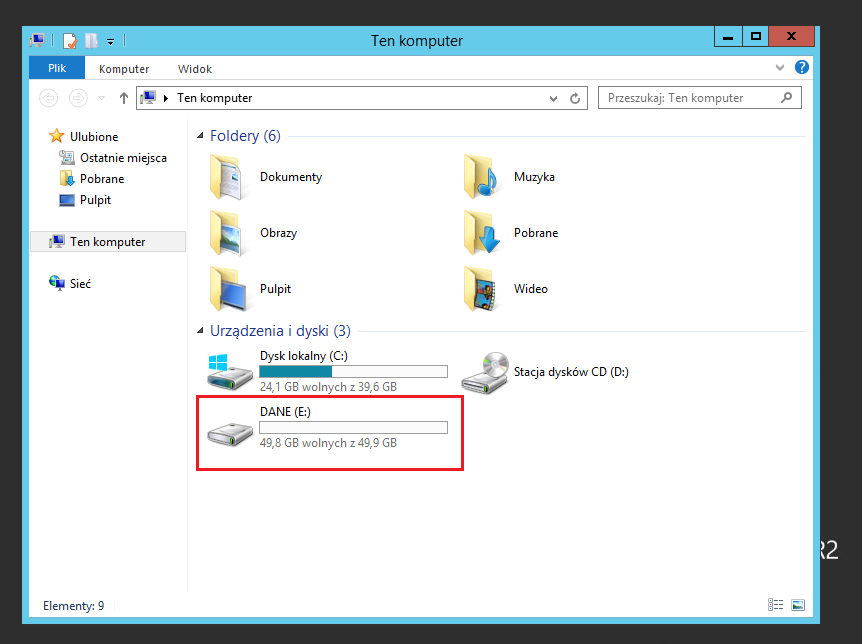 Ten komputer
Plik Komputer Widok
Ten komputer
Przeszukaj: Ten komputer
Ulubione
Ostatnie miejsca
Pobrane
Pulpit
Ten komputer
Sieć
Foldery (6)
Dokumenty
Muzyka
Obrazy
Pobrane
Pulpit
Wideo
Urządzenia i dyski (3)
Dysk lokalny (C:)
24,1 GB wolnych z 39,6 GB
Stacja dysków CD (D:)
DANE (E:)
49,8 GB wolnych z 49,9 GB
R2
Elementy: 9